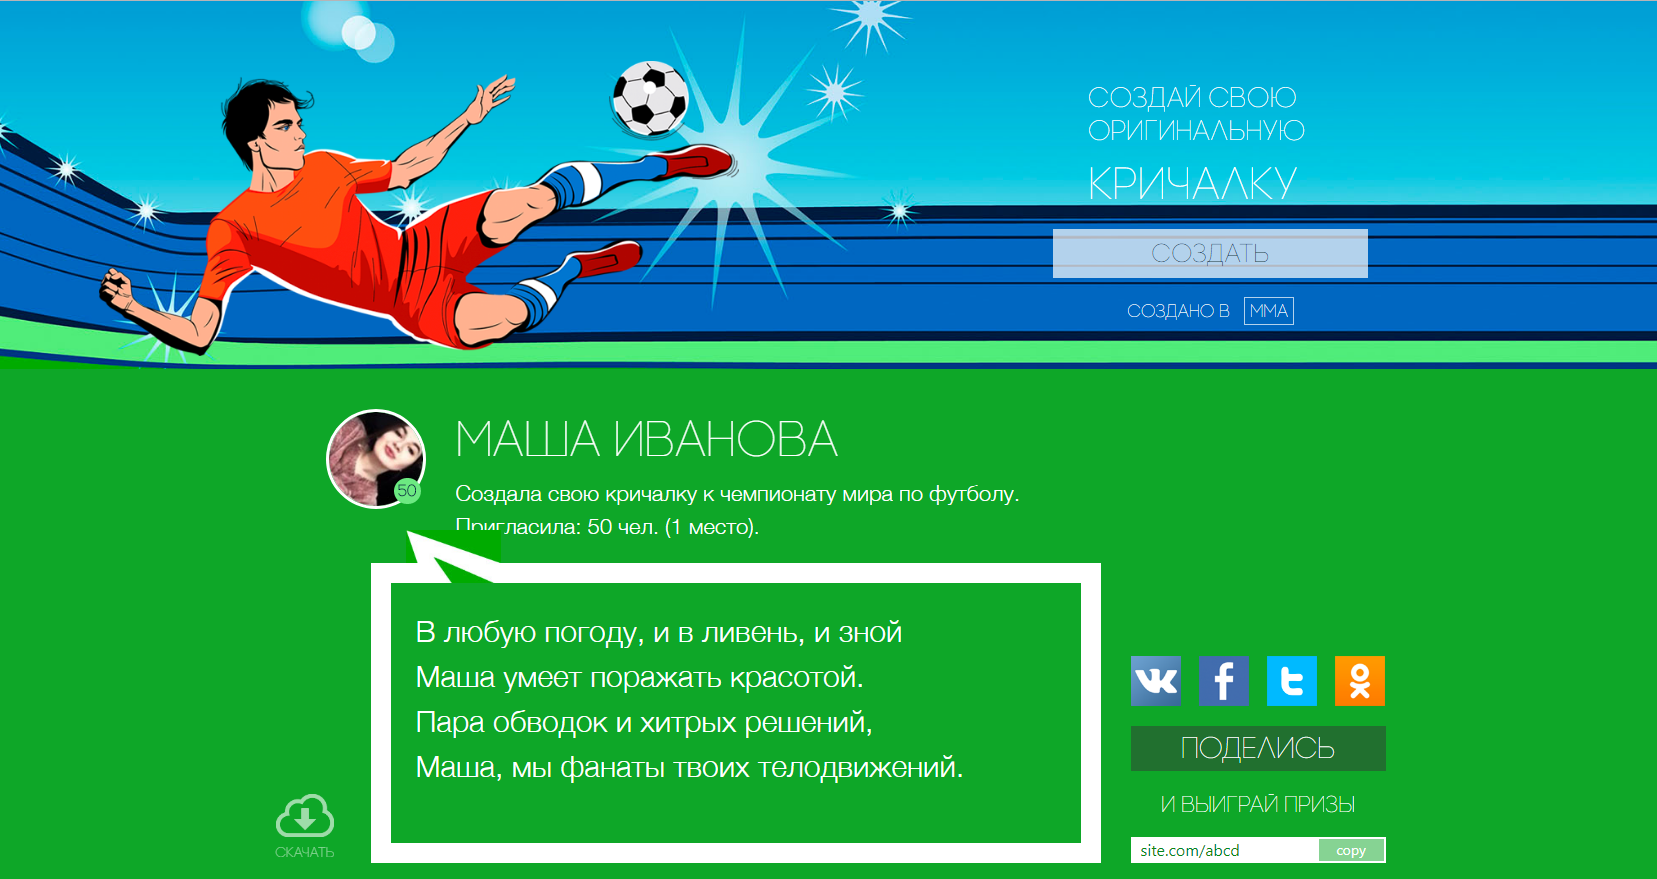 СОЗДАЙ СВОЮ
ОРИГИНАЛЬНУЮ
КРИЧАЛКУ
СОЗДАТЬ
СОЗДАНО В MMA
МАША ИВАНОВА
50
Создала свою кричалку к чемпионату мира по футболу.
Пригласила: 50 чел. (1 место).
В любую погоду, и в ливень, и зной
Маша умеет поражать красотой.
Пара обводок и хитрых решений,
Маша, мы фанаты твоих телодвижений.
ПОДЕЛИСЬ
И ВЫИГРАЙ ПРИЗЫ
site.com/abcd copy
СКАЧАТЬ